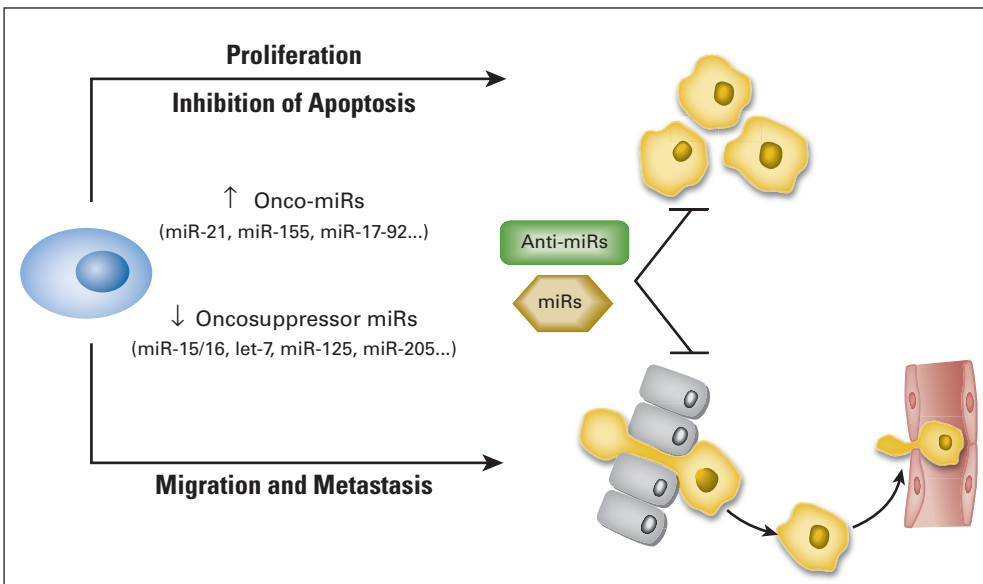 Proliferation
Inhibition of Apoptosis
↑ Onco-miRs
(miR-21, miR-155, miR-17-92...)
Anti-miRs
miRs
↓ Oncosuppressor miRs
(miR-15/16, let-7, miR-125, miR-205...)
Migration and Metastasis